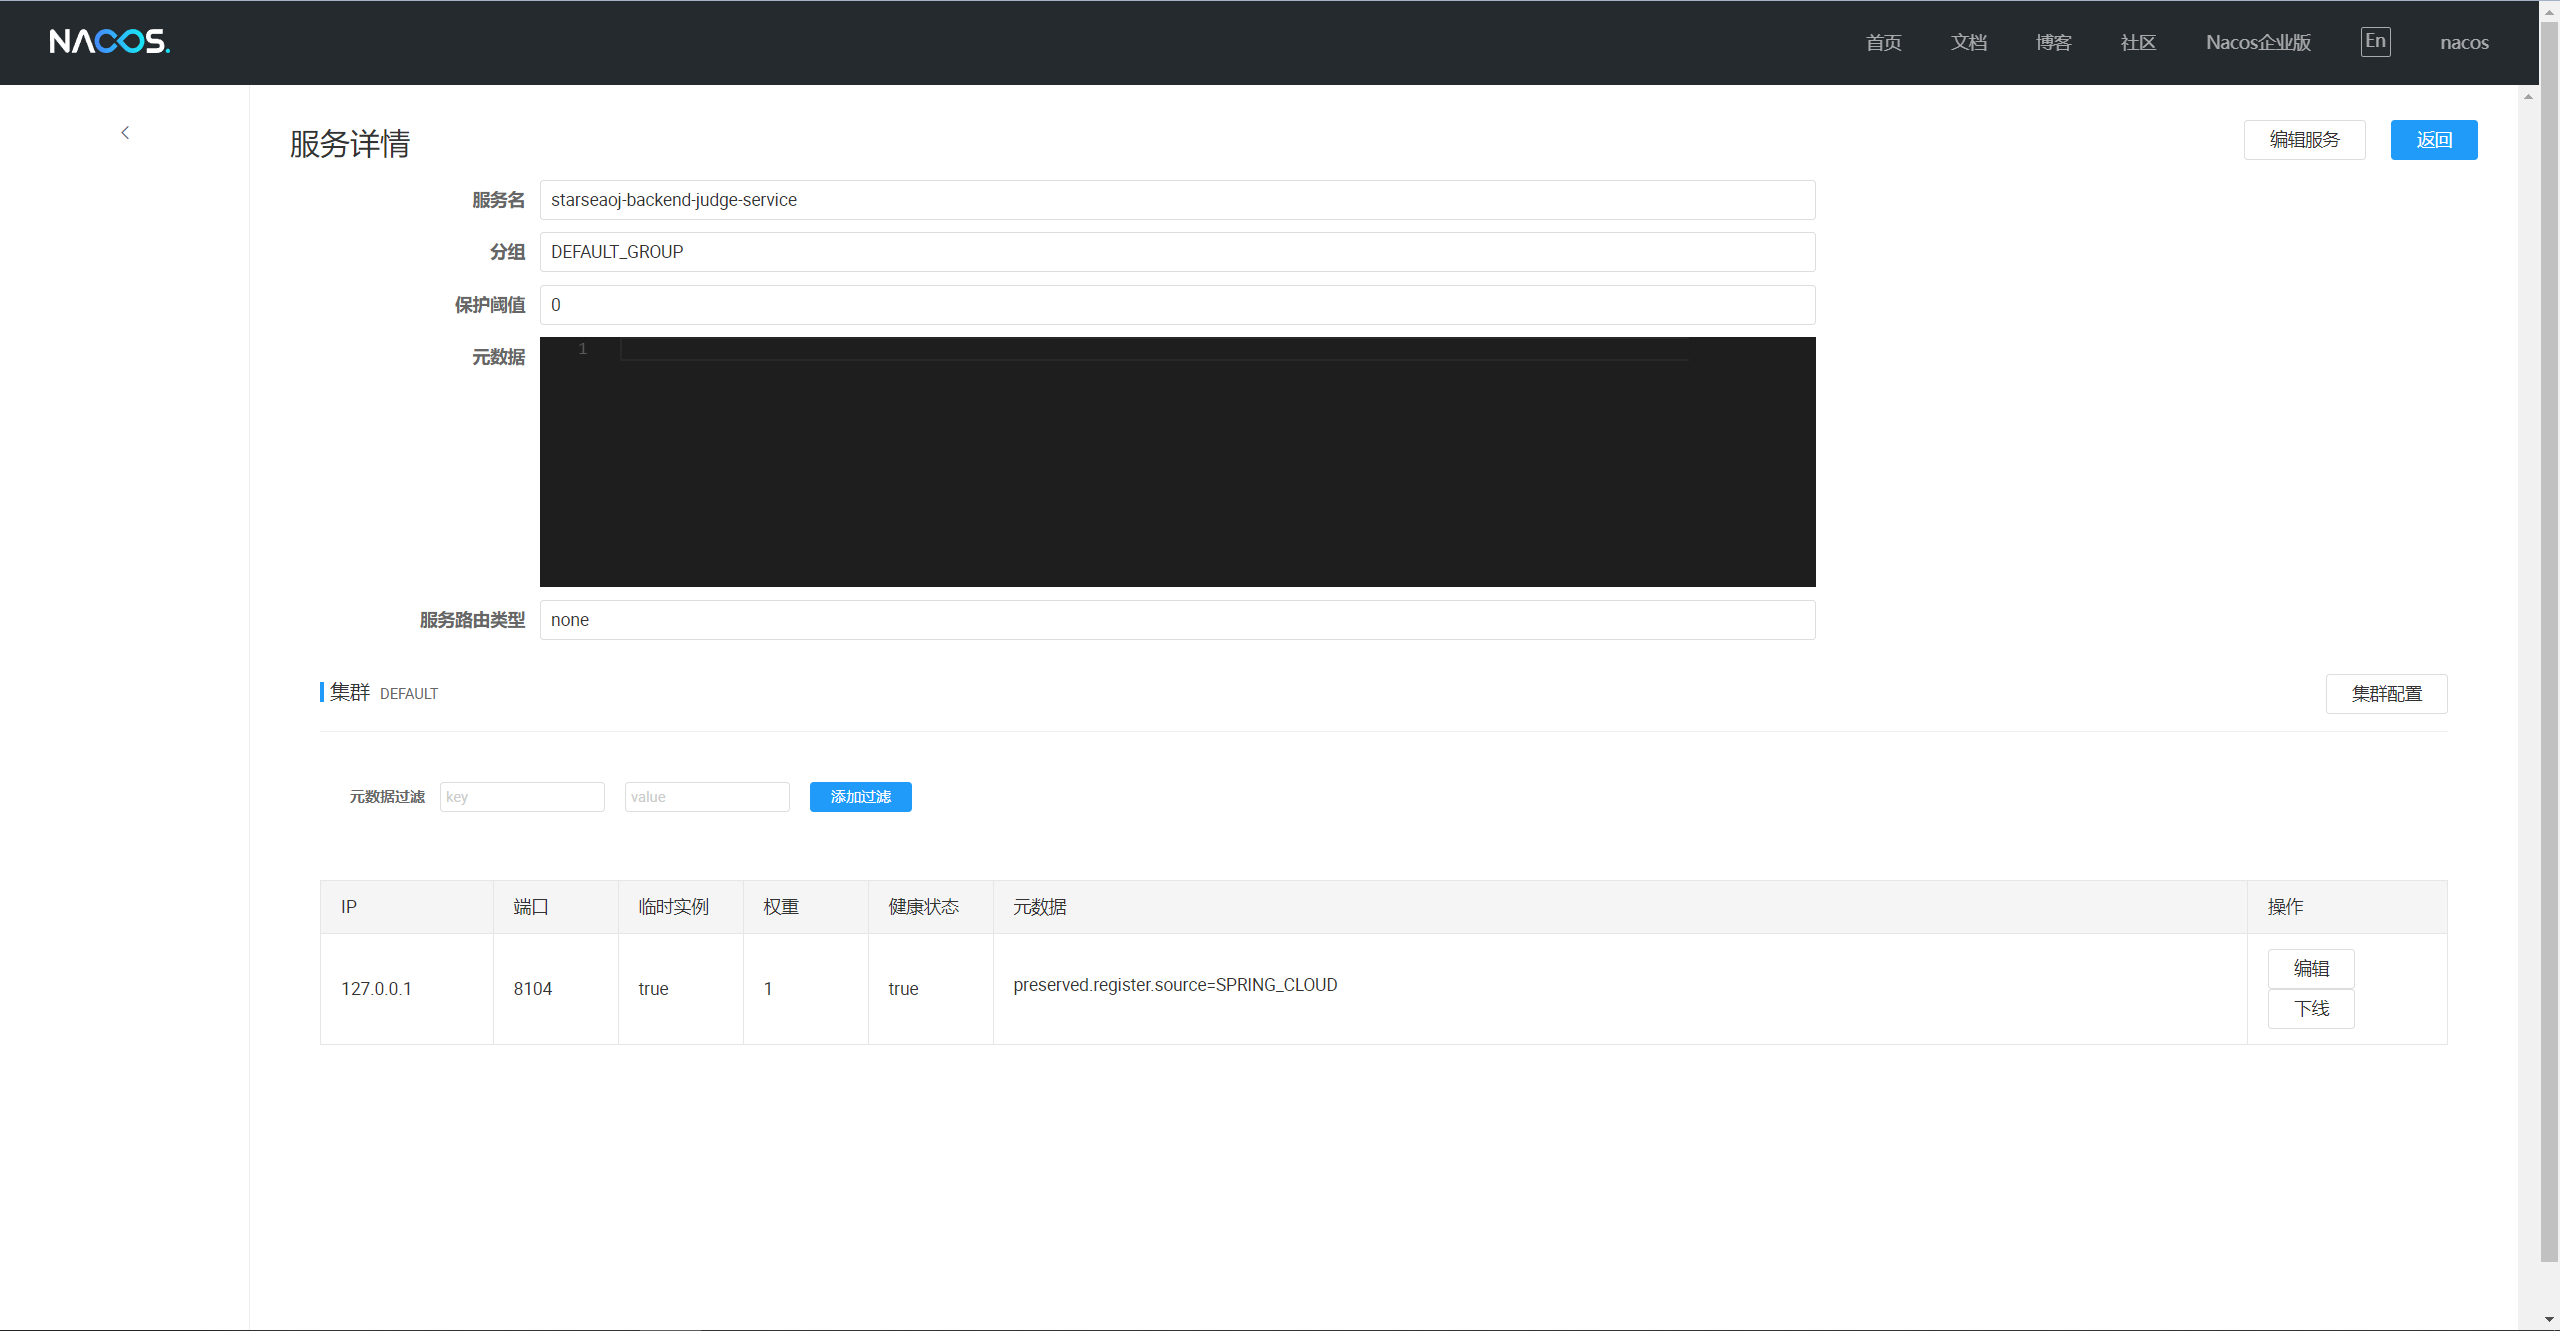 NACOS. 首页 文档 博客 社区 Nacos企业版 En nacos
服务详情 编辑服务 返回
服务名 starseaoj-backend-judge-service
分组 DEFAULT_GROUP
保护阈值 0
元数据 1
服务路由类型 none
集群 DEFAULT 集群配置
元数据过滤 key value 添加过滤
IP 端口 临时实例 权重 健康状态 元数据 操作
127.0.0.1 8104 true 1 true preserved.register.source=SPRING_CLOUD 编辑
下线